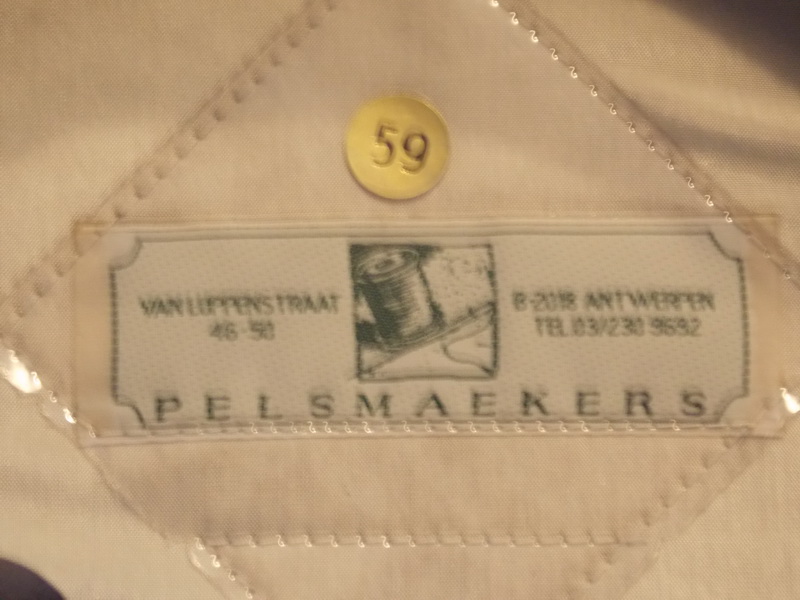 59
VAN LUPPENSTRAAT
46-50
B-2018 ANTWERPEN
TEL.03/230 9692
PELSMAEKERS